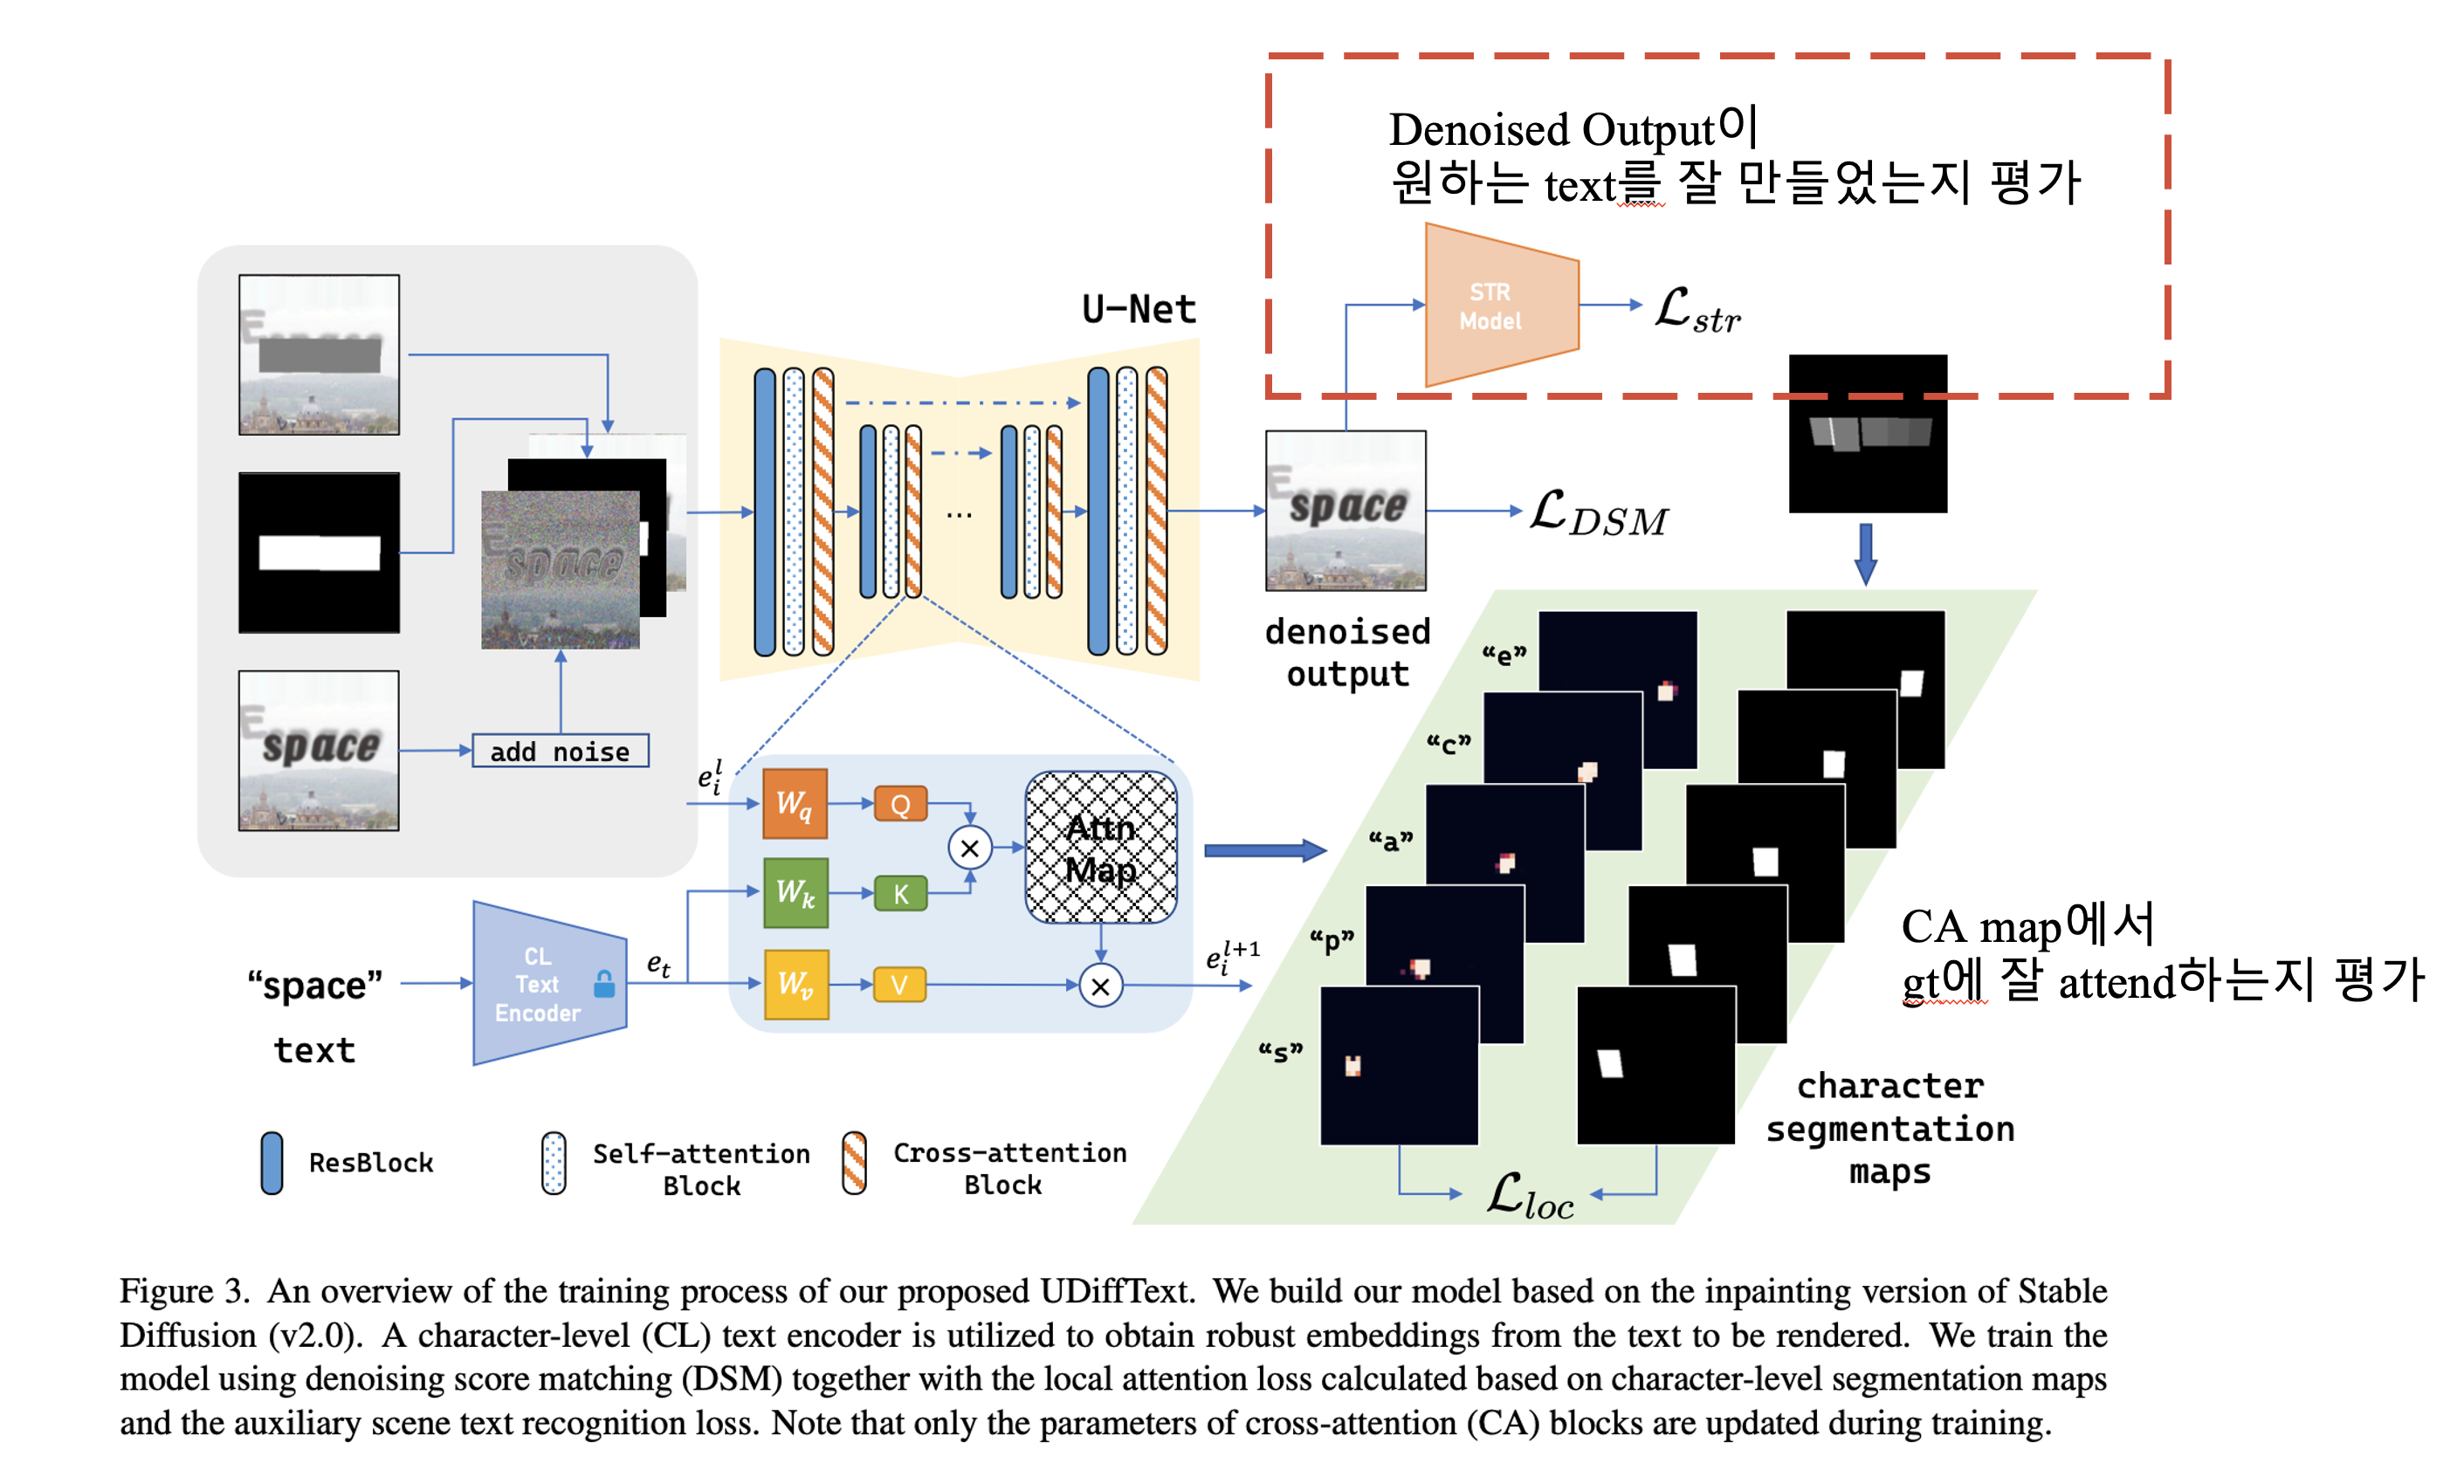 Denoised Output이
원하는 text를 잘 만들었는지 평가
STR
Model
ℒstr
U-Net
E
E space
E space
E space
add noise
...
ℒDSM
denoised
output
"e"
"c"
"a"
"p"
"s"
e_i^l
W_q
Q
×
Attn
Map
W_k
K
"space"
text
CL
Text
Encoder
e_t
W_v
V
×
e_i^{l+1}
CA map에서
gt에 잘 attend하는지 평가
character
segmentation
maps
ℒloc
ResBlock
Self-attention
Block
Cross-attention
Block
Figure 3. An overview of the training process of our proposed UDiffText. We build our model based on the inpainting version of Stable
Diffusion (v2.0). A character-level (CL) text encoder is utilized to obtain robust embeddings from the text to be rendered. We train the
model using denoising score matching (DSM) together with the local attention loss calculated based on character-level segmentation maps
and the auxiliary scene text recognition loss. Note that only the parameters of cross-attention (CA) blocks are updated during training.